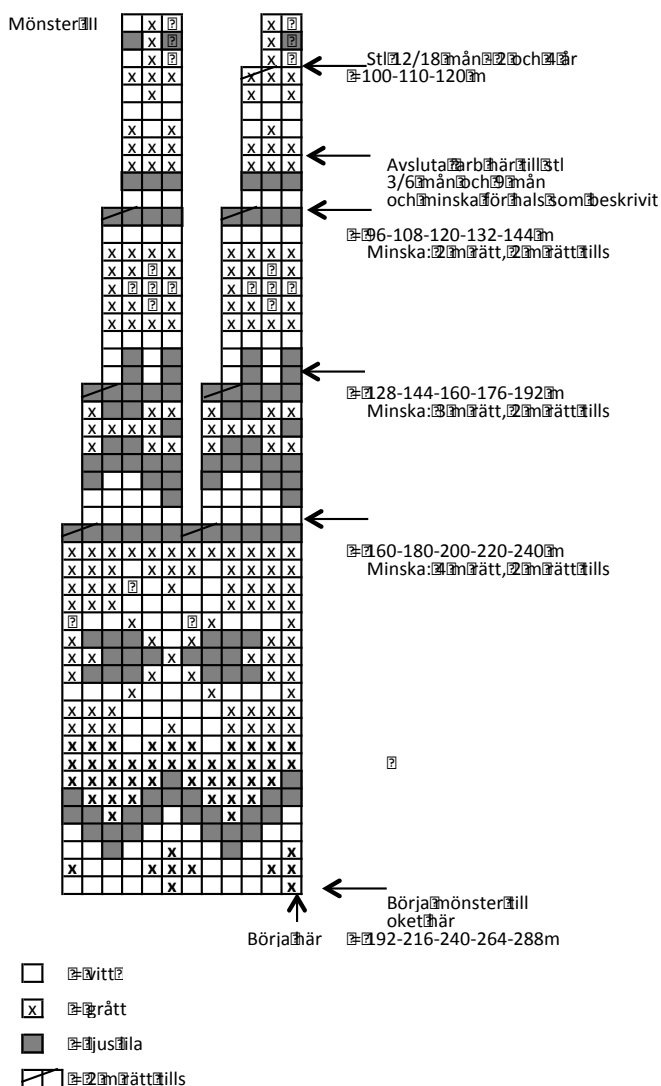 Mönster III
Stl 12/18 mån - 2 och 4 år
=100-110-120 m
Avsluta arb här till stl
3/6 mån och 9 mån
och minska för hals som beskrivit
= 96-108-120-132-144 m
Minska: 2 m rätt, 2 m rätt tills
= 128-144-160-176-192 m
Minska: 3 m rätt, 2 m rätt tills
= 160-180-200-220-240 m
Minska: 4 m rätt, 2 m rätt tills
Börja mönster till
oket här
Börja här
= 192-216-240-264-288m
= vitt
x = grått
= ljus lila
= 2 m rätt tills